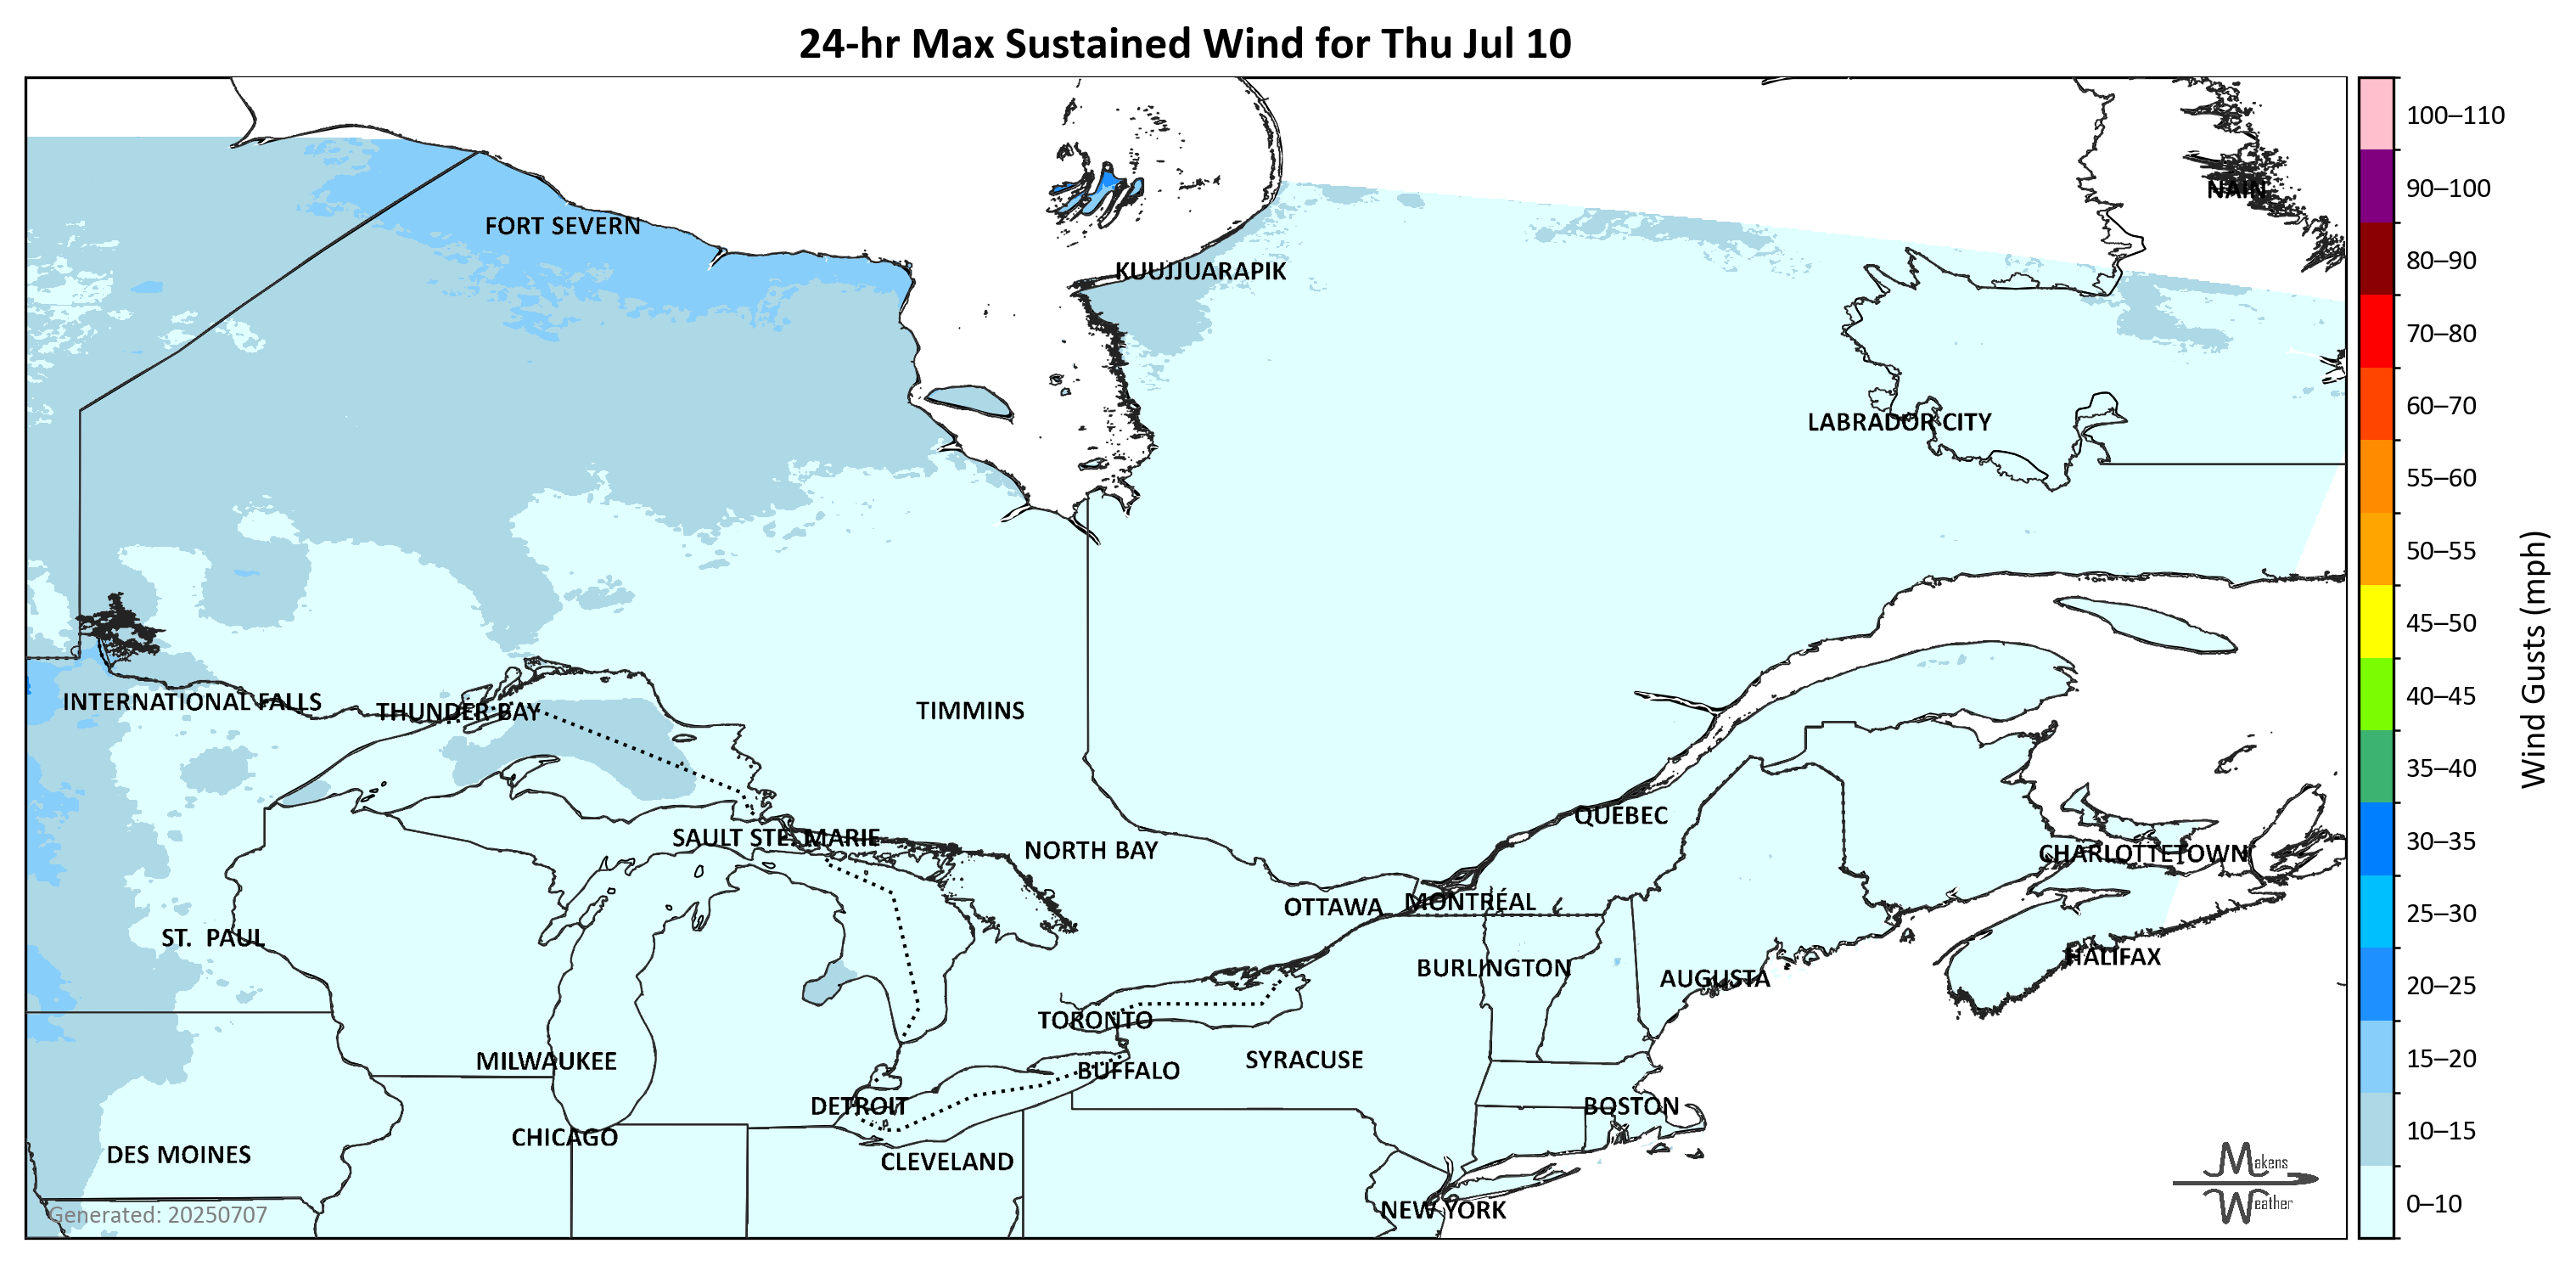 24-hr Max Sustained Wind for Thu Jul 10
100–110
NAIN
90–100
FORT SEVERN
80–90
KUUJJUARAPIK
70–80
60–70
LABRADOR CITY
55–60
50–55
45–50
40–45
INTERNATIONAL FALLS
THUNDER BAY
TIMMINS
Wind Gusts (mph)
35–40
QUÉBEC
30–35
SAULT STE. MARIE
NORTH BAY
CHARLOTTETOWN
OTTAWA
MONTRÉAL
25–30
ST. PAUL
HALIFAX
BURLINGTON
AUGUSTA
20–25
TORONTO
MILWAUKEE
SYRACUSE
15–20
BUFFALO
DETROIT
BOSTON
10–15
CHICAGO
DES MOINES
CLEVELAND
Makens
Weather
0–10
NEW YORK
Generated: 20250707